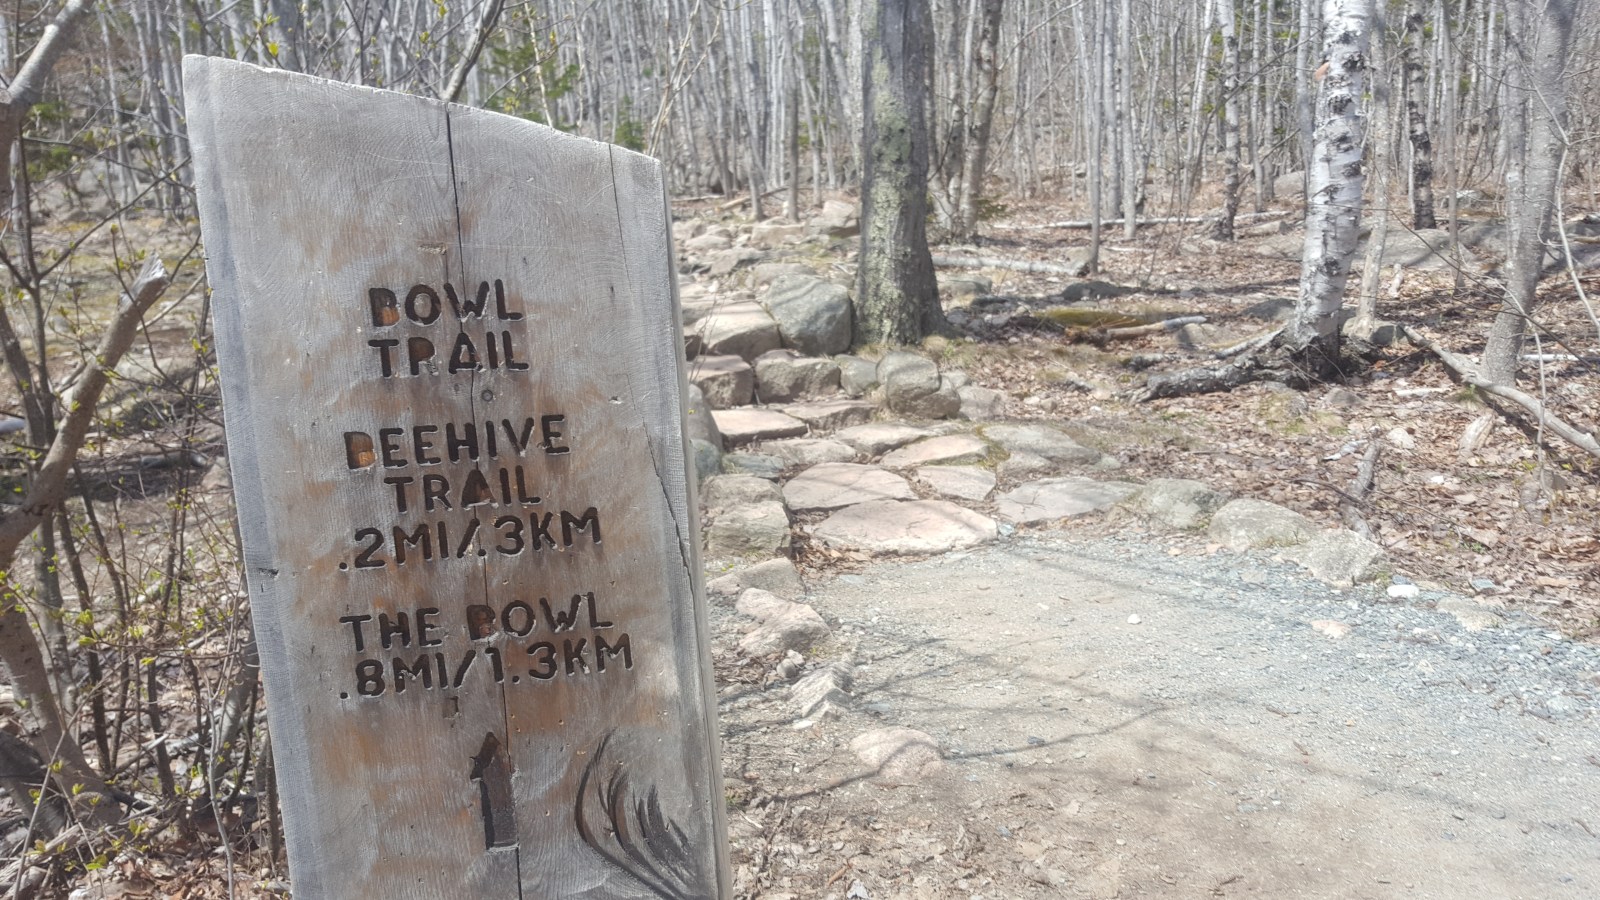 BOWL
TRAIL
BEEHIVE
TRAIL
.2MI/.3KM
THE BOWL
.8MI/1.3KM